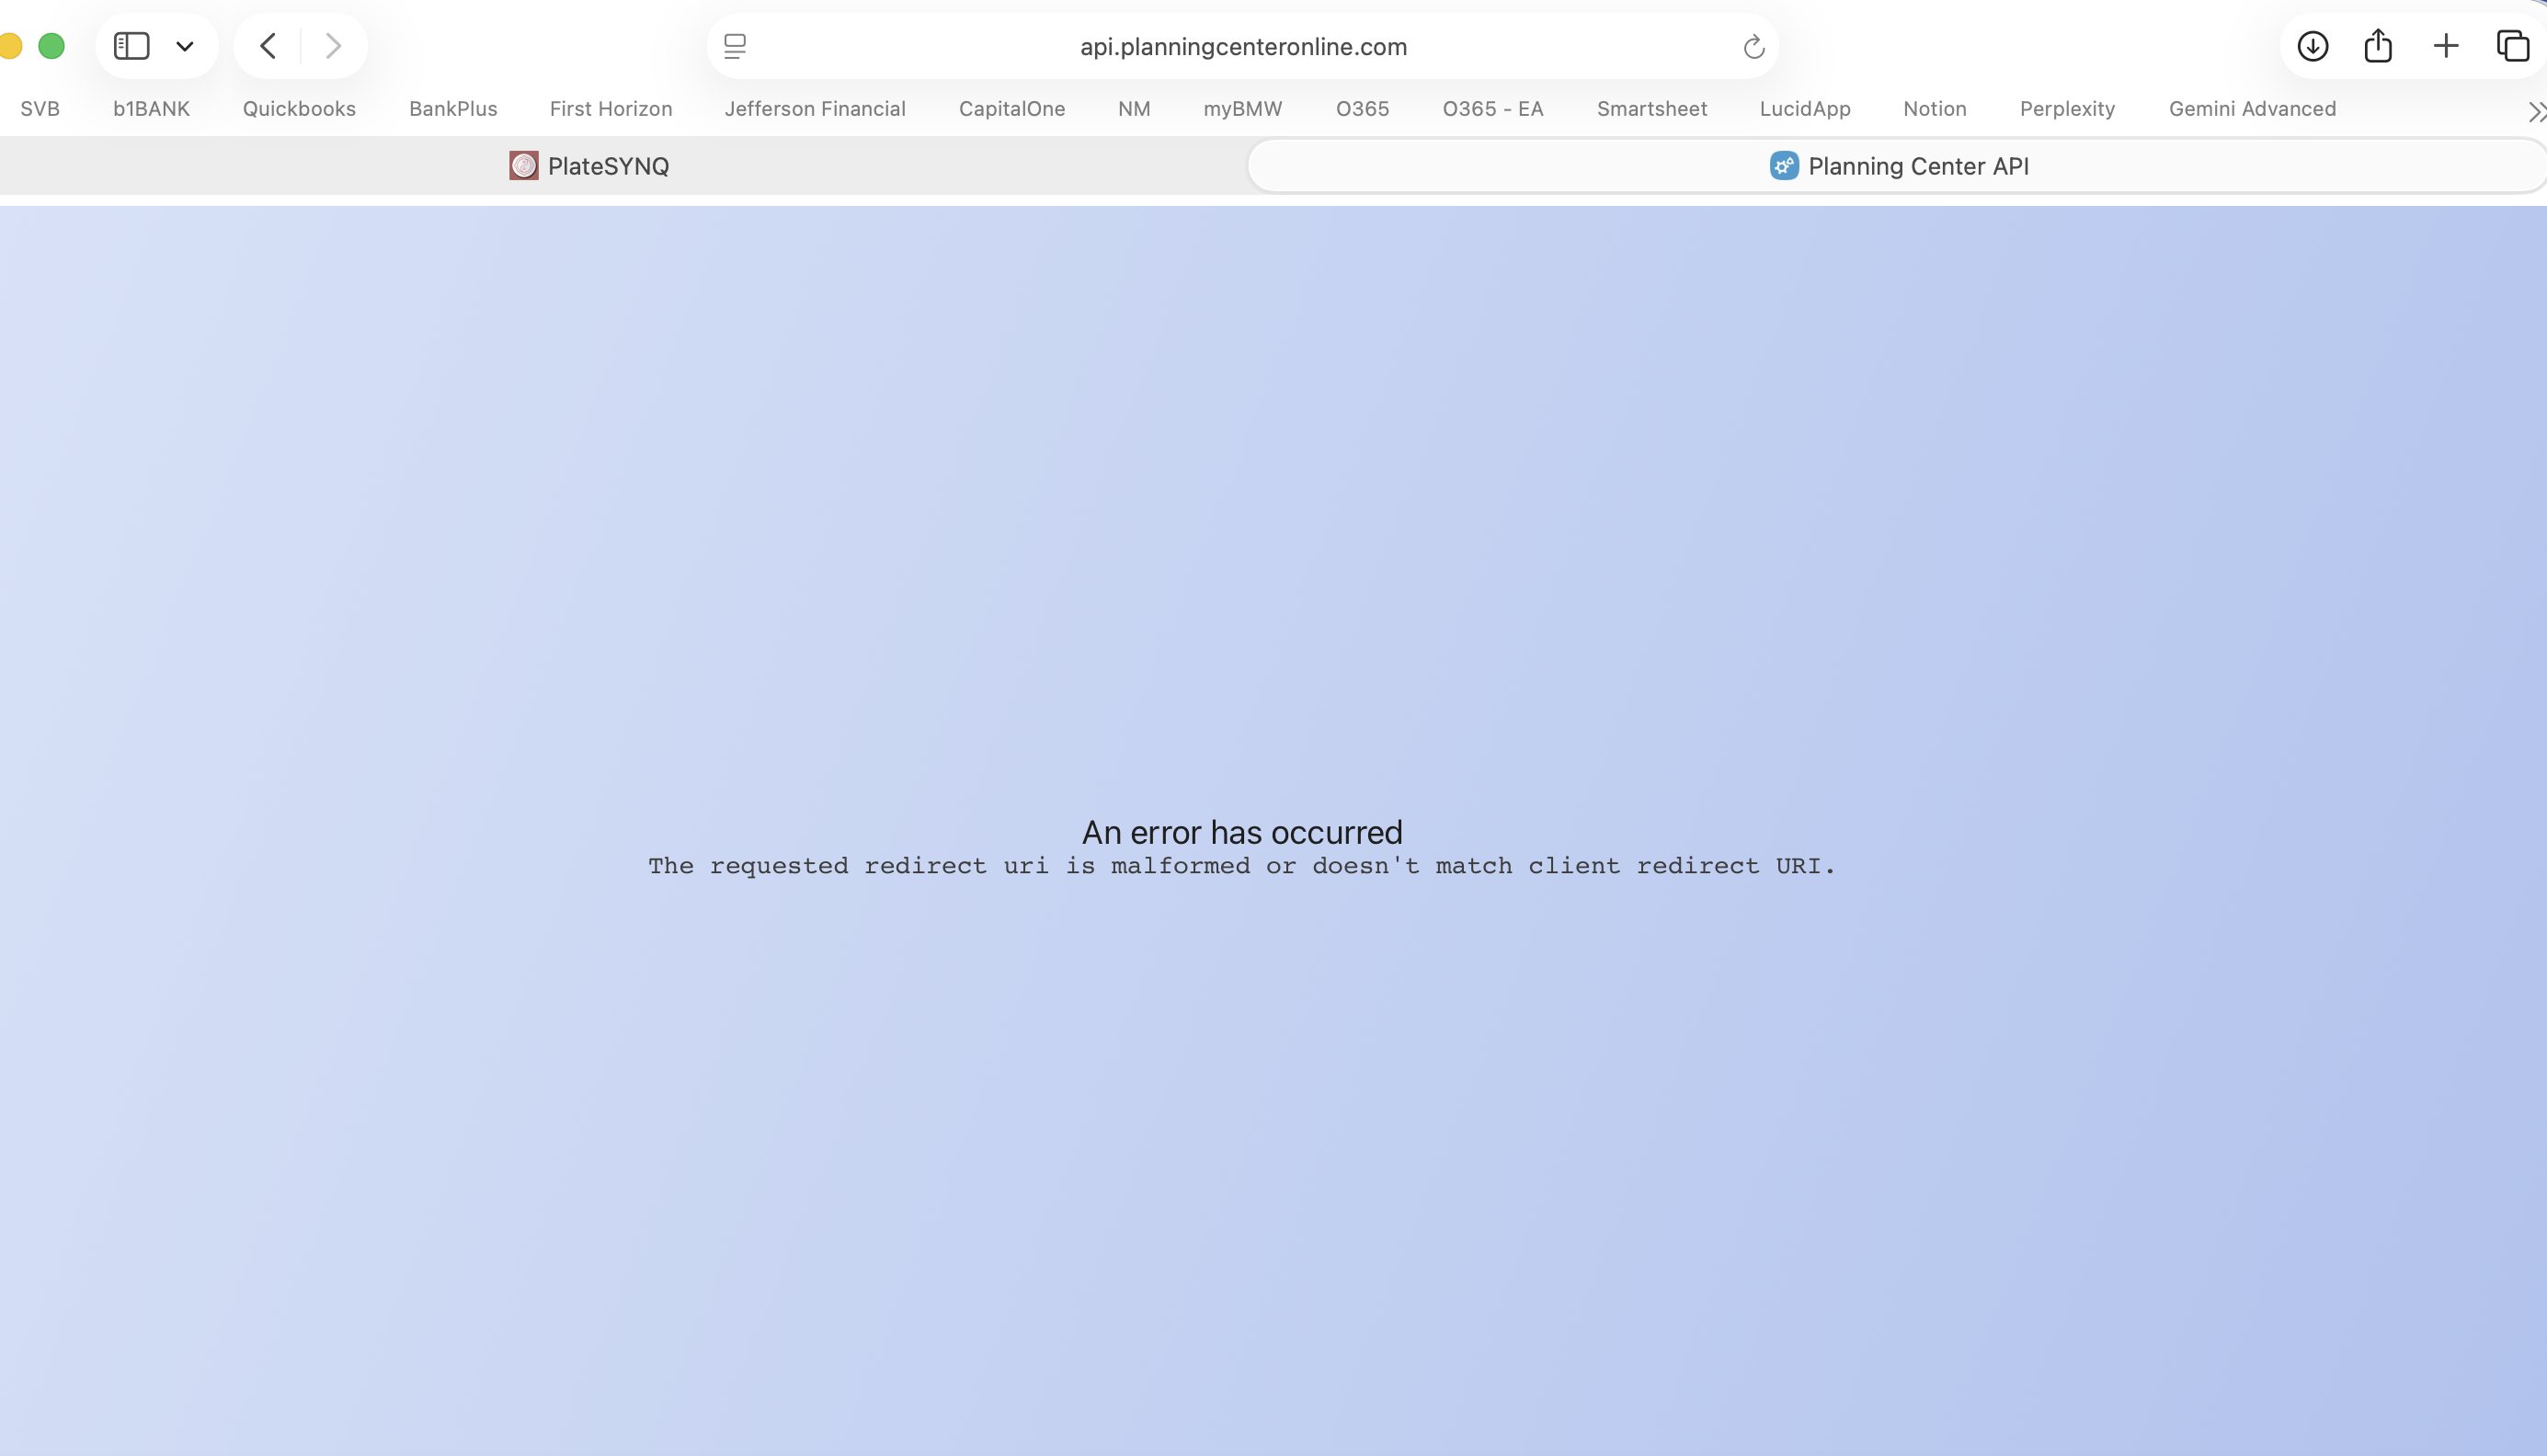 api.planningcenteronline.com
SVB b1BANK Quickbooks BankPlus First Horizon Jefferson Financial CapitalOne NM myBMW O365 O365 - EA Smartsheet LucidApp Notion Perplexity Gemini Advanced
PlateSYNQ Planning Center API
An error has occurred
The requested redirect uri is malformed or doesn't match client redirect URI.